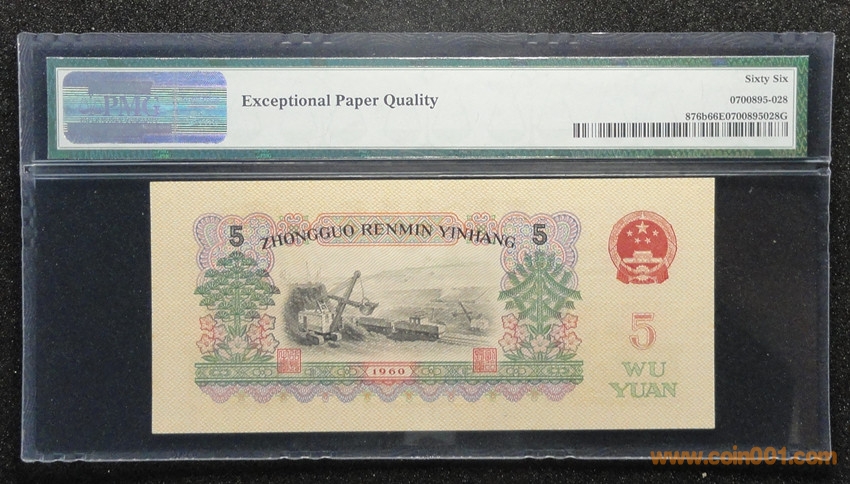 PMG
Exceptional Paper Quality
Sixty Six
0700895-028
876b66E0700895028G
5 ZHONGGUO RENMIN YINHANG 5
1960
5
WU
YUAN
www.coin001.com